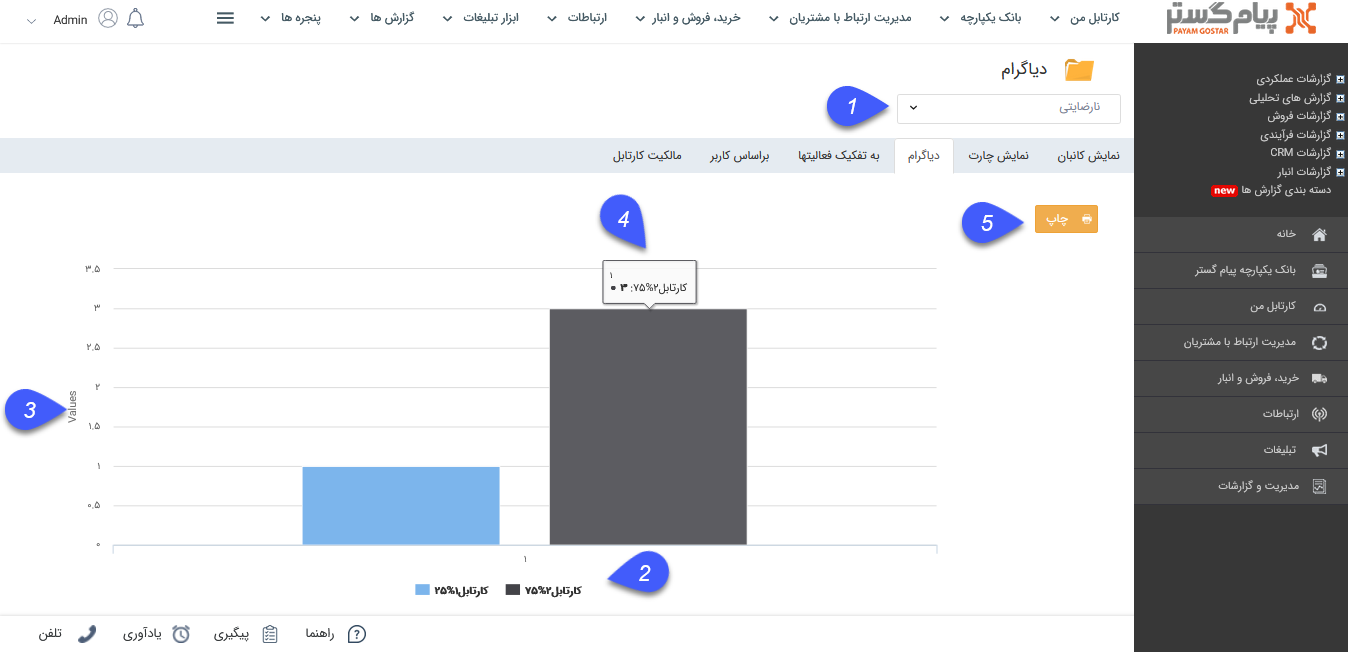 پیام گستر
PAYAM GOSTAR
کارتابل من
بانک یکپارچه
مدیریت ارتباط با مشتریان
خرید، فروش و انبار
ارتباطات
ابزار تبلیغات
گزارش ها
پنجره ها
Admin
گزارشات عملکردی
گزارش های تحلیلی
گزارشات فروش
گزارشات فرآیندی
گزارشات CRM
گزارشات انبار
دسته بندی گزارش ها new
خانه
بانک یکپارچه پیام گستر
کارتابل من
مدیریت ارتباط با مشتریان
خرید، فروش و انبار
ارتباطات
تبلیغات
مدیریت و گزارشات
دیاگرام
نارضایتی
1
نمایش کانبان
نمایش چارت
دیاگرام
به تفکیک فعالیتها
براساس کاربر
مالکیت کارتابل
چاپ
5
4
۱
کارتابل۲%۷۵: ۳
۳.۵
۳
۲.۵
۲
۱.۵
۱
۰.۵
۰
Values
3
۱
2
کارتابل۱%۲۵
کارتابل۲%۷۵
راهنما
پیگیری
یادآوری
تلفن